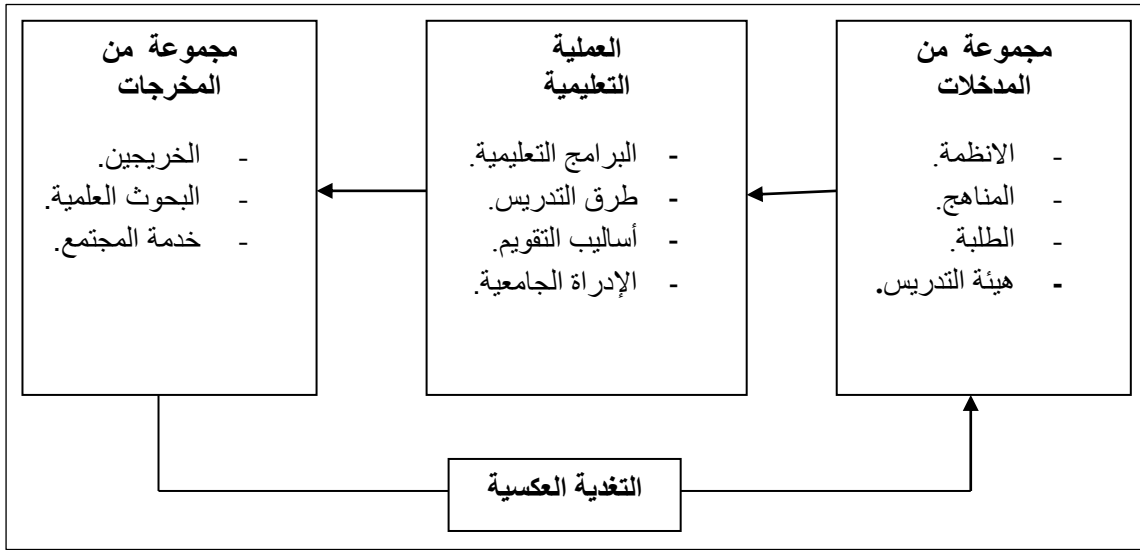 مجموعة من
المدخلات
- الانظمة.
- المناهج.
- الطلبة.
- هيئة التدريس.
العملية
التعليمية
- البرامج التعليمية.
- طرق التدريس.
- أساليب التقويم.
- الإدراة الجامعية.
مجموعة من
المخرجات
- الخريجين.
- البحوث العلمية.
- خدمة المجتمع.
التغدية العكسية